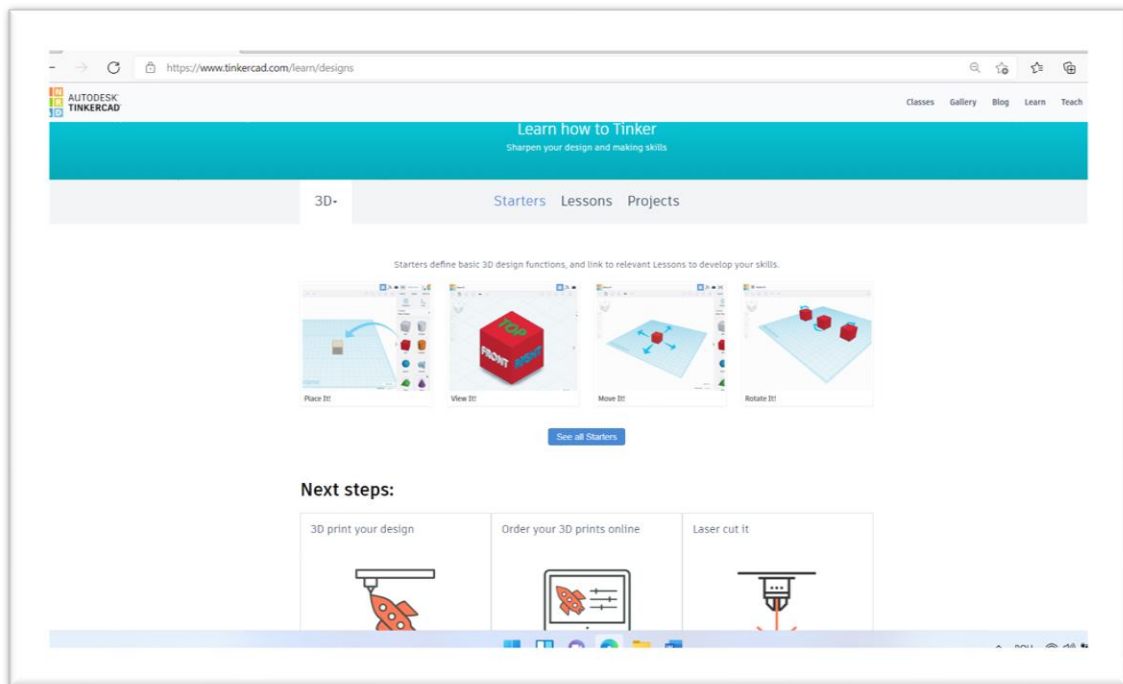 https://www.tinkercad.com/learn/designs
AUTODESK
TINKERCAD
Classes Gallery Blog Learn Teach
Learn how to Tinker
Sharpen your design and making skills
3D
Starters Lessons Projects
Starters define basic 3D design functions, and link to relevant Lessons to develop your skills.
TOP
FRONT RIGHT
Place It! View It! Move It! Rotate It!
See all Starters
Next steps:
3D print your design Order your 3D prints online Laser cut it